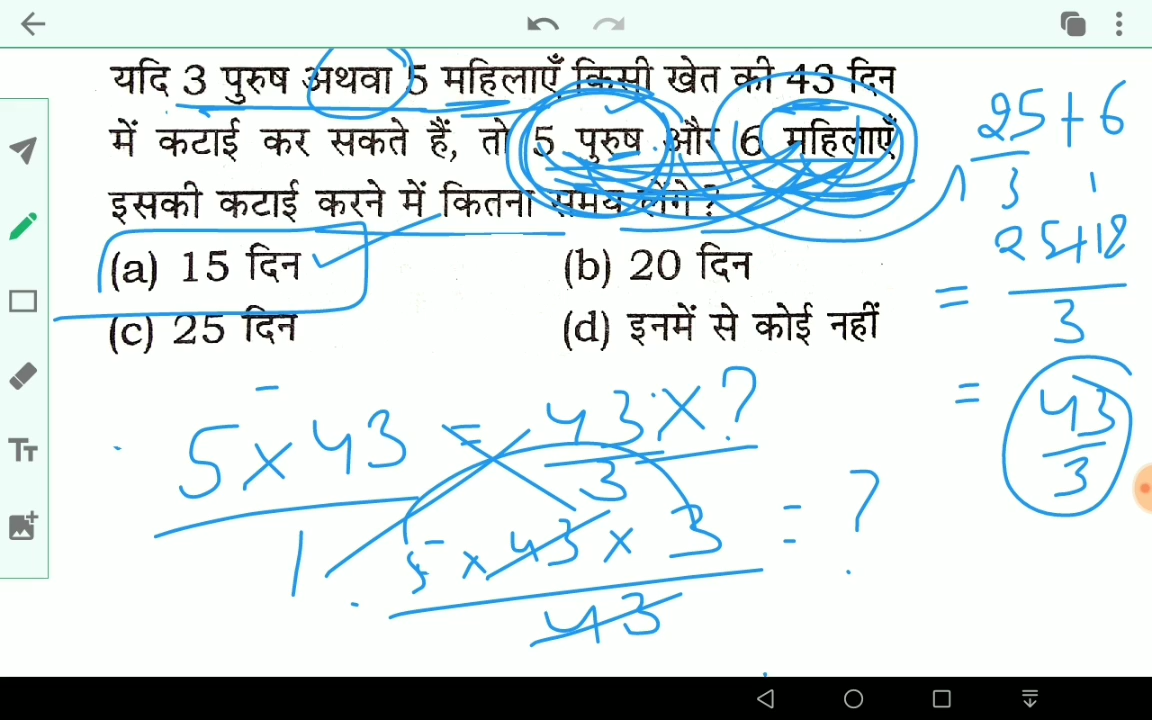 यदि 3 पुरुष अथवा 5 महिलाएँ किसी खेत की 43 दिन
में कटाई कर सकते हैं, तो 5 पुरुष और 6 महिलाएँ
इसकी कटाई करने में कितना समय लेंगे ?
(a) 15 दिन
(b) 20 दिन
(c) 25 दिन
(d) इनमें से कोई नहीं
25 + 6
3 1
= 25+18
3
= 43
3
5 × 43 = 43 × ?
1 3
5 × 43 × 3 = ?
43
Tт